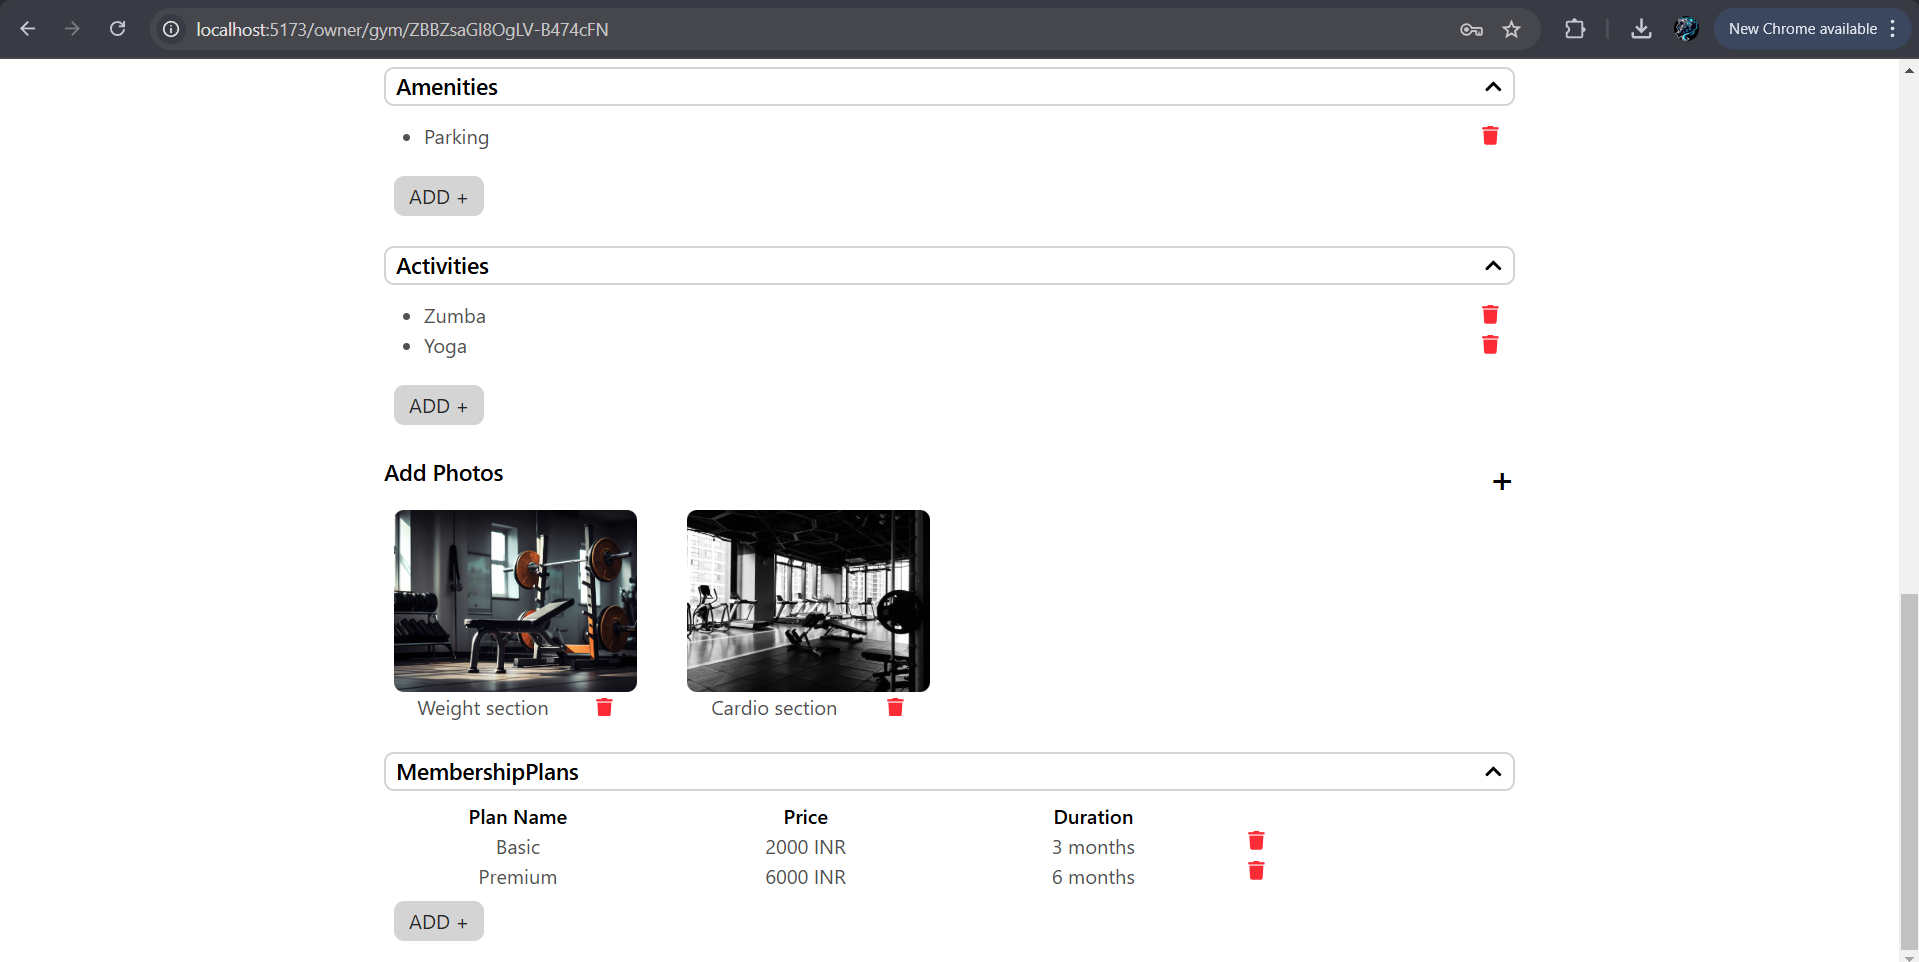 localhost:5173/owner/gym/ZBBZsaGI8OgLV-B474cFN
New Chrome available
Amenities
Parking
ADD +
Activities
Zumba
Yoga
ADD +
Add Photos
Weight section
Cardio section
MembershipPlans
Plan Name Price Duration
Basic 2000 INR 3 months
Premium 6000 INR 6 months
ADD +